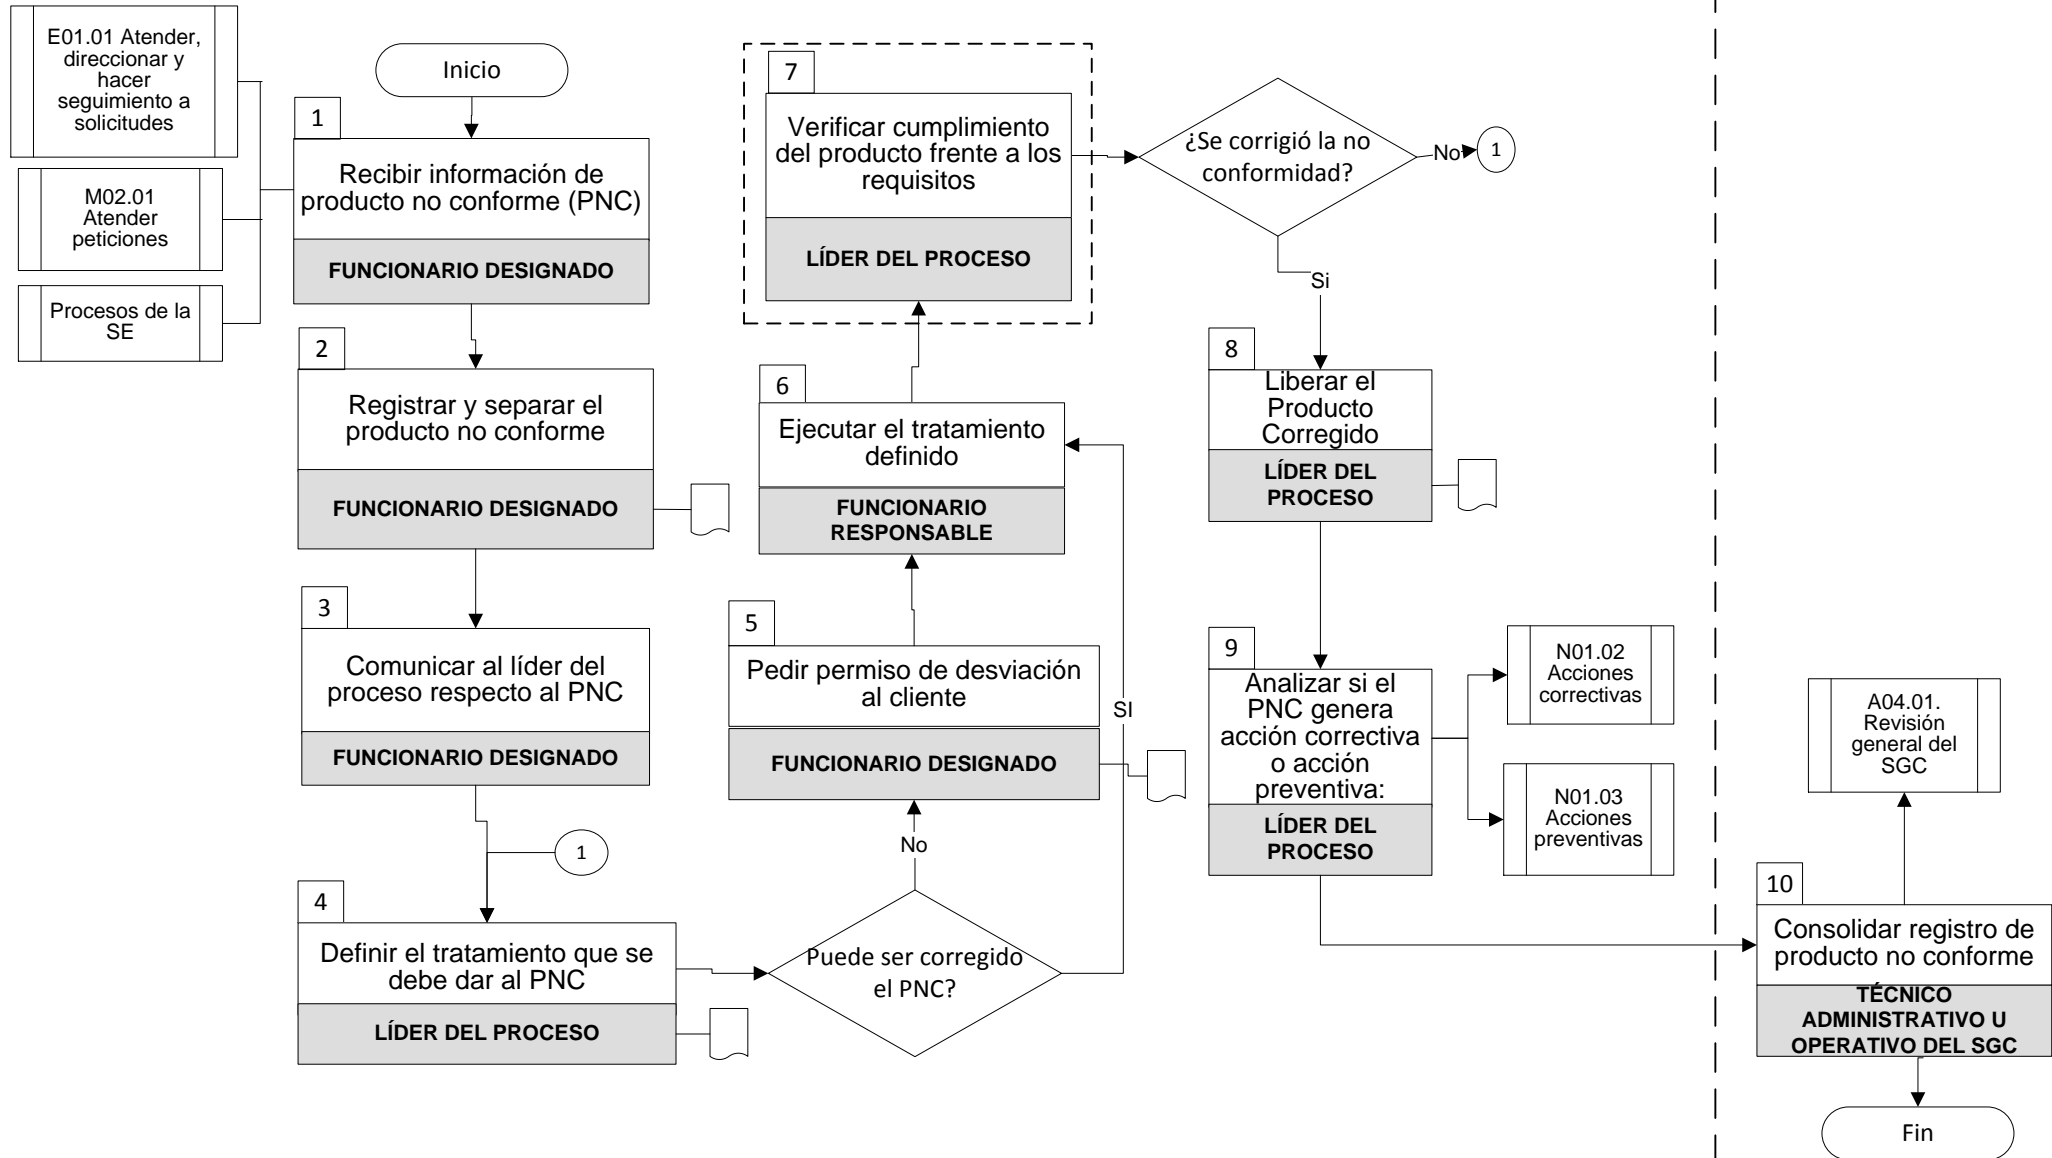 E01.01 Atender,
direccionar y
hacer
seguimiento a
solicitudes
M02.01
Atender
peticiones
Procesos de la
SE
Inicio
1
Recibir información de
producto no conforme (PNC)
FUNCIONARIO DESIGNADO
2
Registrar y separar el
producto no conforme
FUNCIONARIO DESIGNADO
3
Comunicar al líder del
proceso respecto al PNC
FUNCIONARIO DESIGNADO
1
4
Definir el tratamiento que se
debe dar al PNC
LÍDER DEL PROCESO
Puede ser corregido
el PNC?
No
SI
5
Pedir permiso de desviación
al cliente
FUNCIONARIO DESIGNADO
6
Ejecutar el tratamiento
definido
FUNCIONARIO
RESPONSABLE
7
Verificar cumplimiento
del producto frente a los
requisitos
LÍDER DEL PROCESO
¿Se corrigió la no
conformidad?
No
1
Si
8
Liberar el
Producto
Corregido
LÍDER DEL
PROCESO
9
Analizar si el
PNC genera
acción correctiva
o acción
preventiva:
LÍDER DEL
PROCESO
N01.02
Acciones
correctivas
N01.03
Acciones
preventivas
A04.01.
Revisión
general del
SGC
10
Consolidar registro de
producto no conforme
TÉCNICO
ADMINISTRATIVO U
OPERATIVO DEL SGC
Fin